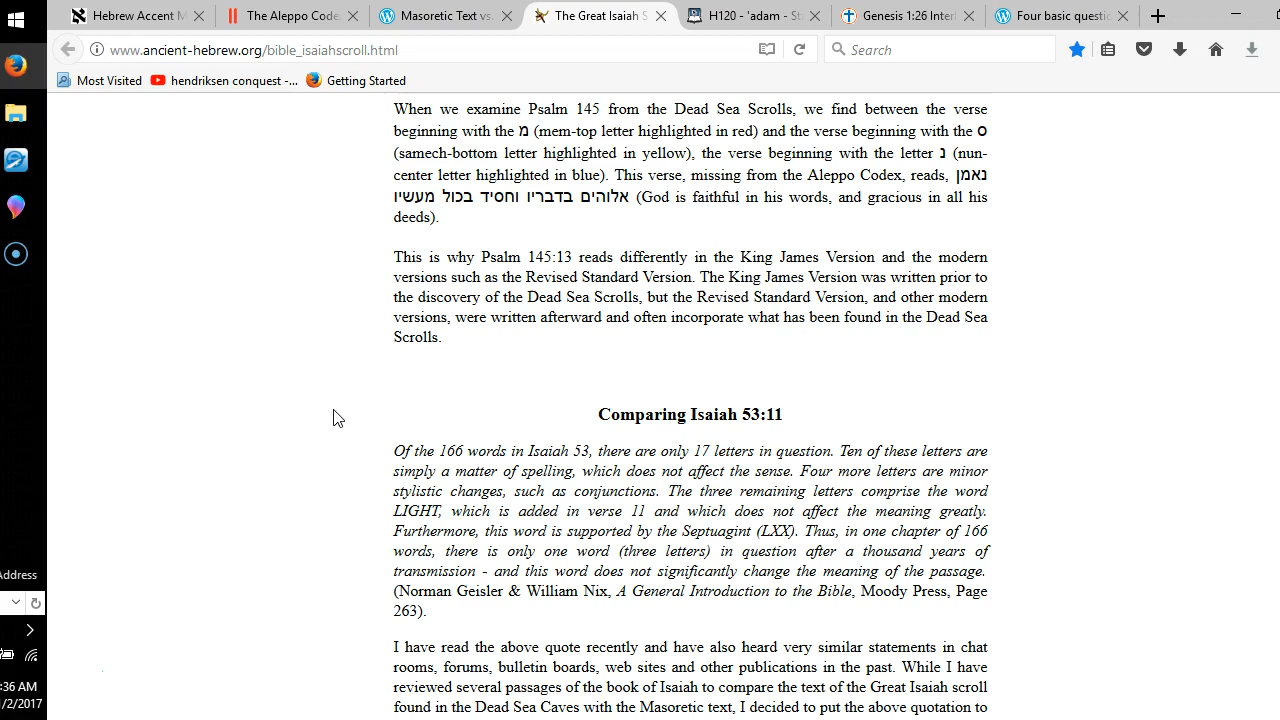 Hebrew Accent M
The Aleppo Code
Masoretic Text vs.
The Great Isaiah S
H120 - 'adam - St
Genesis 1:26 Inter
Four basic questio
www.ancient-hebrew.org/bible_isaiahscroll.html
Search
Most Visited
hendriksen conquest -...
Getting Started
When we examine Psalm 145 from the Dead Sea Scrolls, we find between the verse
beginning with the מ (mem-top letter highlighted in red) and the verse beginning with the ס
(samech-bottom letter highlighted in yellow), the verse beginning with the letter נ (nun-
center letter highlighted in blue). This verse, missing from the Aleppo Codex, reads, נאמן
אלוהים בדבריו וחסיד בכול מעשיו (God is faithful in his words, and gracious in all his
deeds).
This is why Psalm 145:13 reads differently in the King James Version and the modern
versions such as the Revised Standard Version. The King James Version was written prior to
the discovery of the Dead Sea Scrolls, but the Revised Standard Version, and other modern
versions, were written afterward and often incorporate what has been found in the Dead Sea
Scrolls.
Comparing Isaiah 53:11
Of the 166 words in Isaiah 53, there are only 17 letters in question. Ten of these letters are
simply a matter of spelling, which does not affect the sense. Four more letters are minor
stylistic changes, such as conjunctions. The three remaining letters comprise the word
LIGHT, which is added in verse 11 and which does not affect the meaning greatly.
Furthermore, this word is supported by the Septuagint (LXX). Thus, in one chapter of 166
words, there is only one word (three letters) in question after a thousand years of
transmission - and this word does not significantly change the meaning of the passage.
(Norman Geisler & William Nix, A General Introduction to the Bible, Moody Press, Page
263).
I have read the above quote recently and have also heard very similar statements in chat
rooms, forums, bulletin boards, web sites and other publications in the past. While I have
reviewed several passages of the book of Isaiah to compare the text of the Great Isaiah scroll
found in the Dead Sea Caves with the Masoretic text, I decided to put the above quotation to
Address
:36 AM
1/2/2017